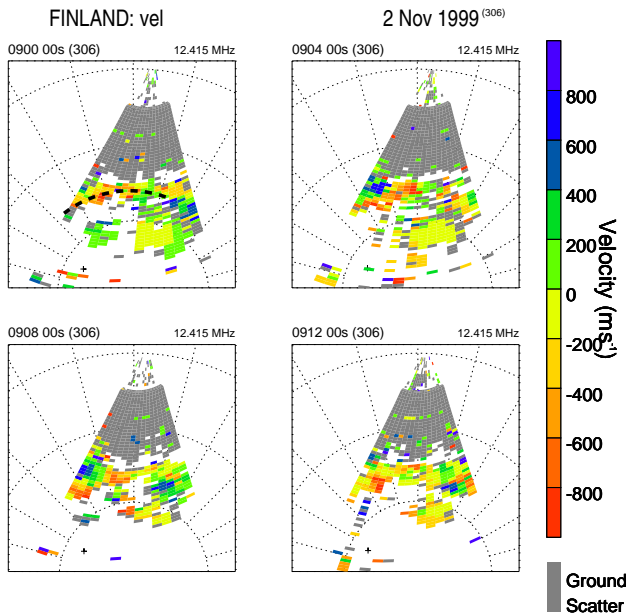 FINLAND: vel
2 Nov 1999 (306)
0900 00s (306)
12.415 MHz
0904 00s (306)
12.415 MHz
0908 00s (306)
12.415 MHz
0912 00s (306)
12.415 MHz
800
600
400
200
0
-200
-400
-600
-800
Velocity (ms-1)
Ground
Scatter